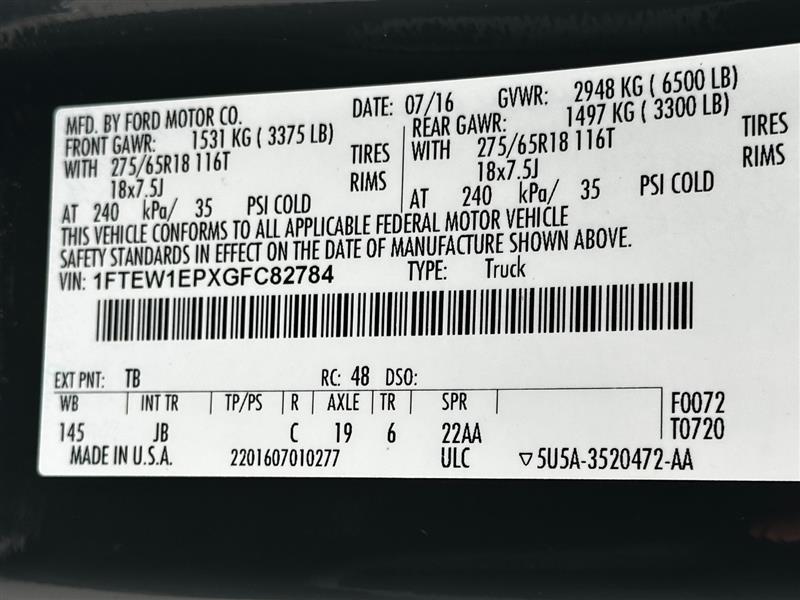 MFD. BY FORD MOTOR CO. DATE: 07/16 GVWR: 2948 KG ( 6500 LB)
FRONT GAWR: 1531 KG ( 3375 LB) REAR GAWR: 1497 KG ( 3300 LB)
WITH 275/65R18 116T TIRES WITH 275/65R18 116T TIRES
18x7.5J RIMS 18x7.5J RIMS
AT 240 kPa/ 35 PSI COLD AT 240 kPa/ 35 PSI COLD
THIS VEHICLE CONFORMS TO ALL APPLICABLE FEDERAL MOTOR VEHICLE
SAFETY STANDARDS IN EFFECT ON THE DATE OF MANUFACTURE SHOWN ABOVE.
VIN: 1FTEW1EPXGFC82784 TYPE: Truck
EXT PNT: TB RC: 48 DSO:
WB INT TR TP/PS R AXLE TR SPR F0072
145 JB C 19 6 22AA T0720
MADE IN U.S.A. 2201607010277 ULC ▽5U5A-3520472-AA